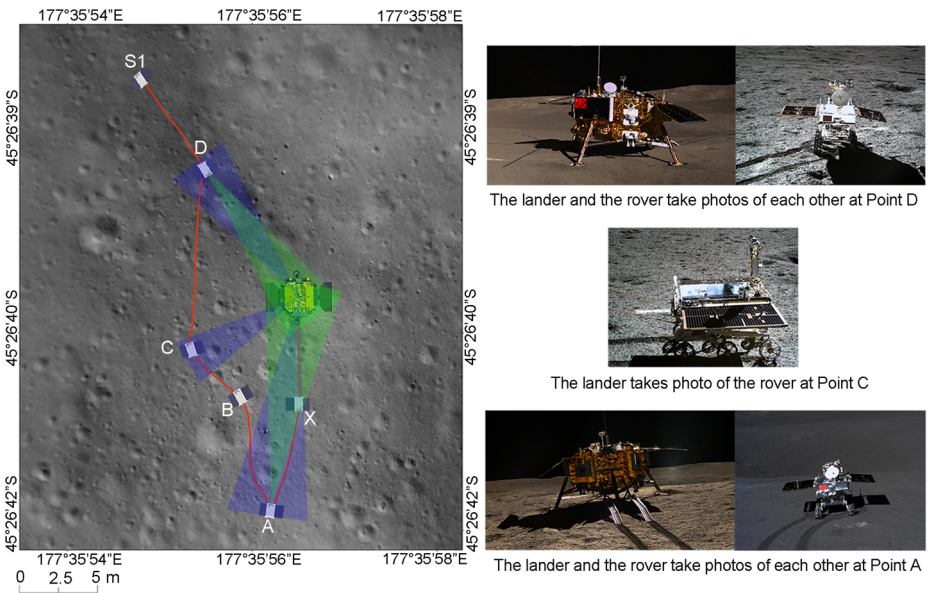 177°35'54"E 177°35'56"E 177°35'58"E
S1
45°26'39"S
45°26'39"S
D
The lander and the rover take photos of each other at Point D
45°26'40"S
45°26'40"S
C
The lander takes photo of the rover at Point C
B
X
45°26'42"S
45°26'42"S
A
177°35'54"E 177°35'56"E 177°35'58"E
The lander and the rover take photos of each other at Point A
0 2.5 5 m